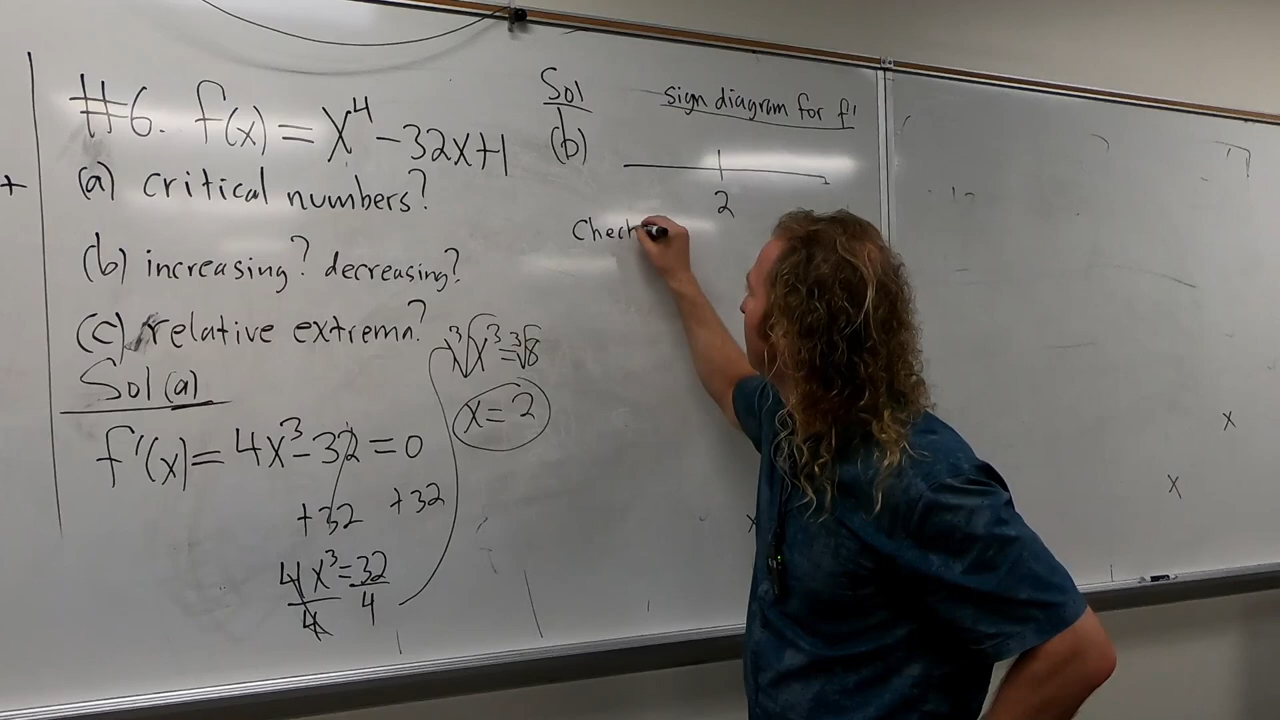 #6. f(x) = x⁴ - 32x + 1
(a) critical numbers?
(b) increasing? decreasing?
(c) relative extrema?
Sol (a)
f'(x) = 4x³ - 32 = 0
+32 +32
4x³ = 32
4 4
∛x³ = ∛8
x = 2
Sol
(b)
sign diagram for f'
2
Check